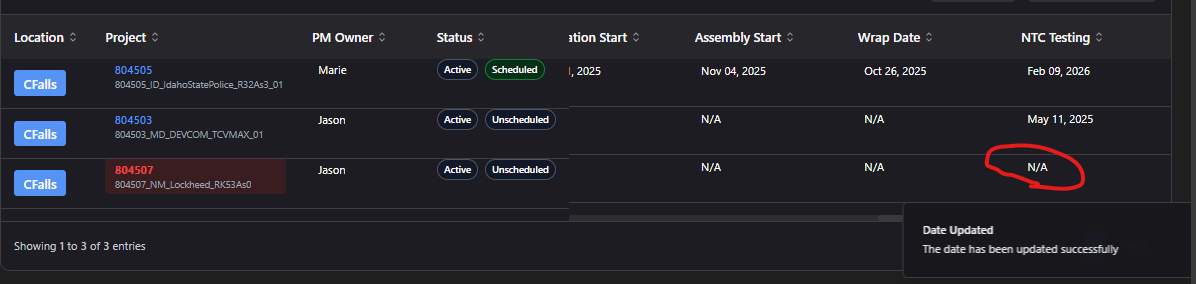 Location Project PM Owner Status ation Start Assembly Start Wrap Date NTC Testing
CFalls 804505 Marie Active Scheduled , 2025 Nov 04, 2025 Oct 26, 2025 Feb 09, 2026
804505_ID_IdahoStatePolice_R32As3_01
CFalls 804503 Jason Active Unscheduled N/A N/A May 11, 2025
804503_MD_DEVCOM_TCVMAX_01
CFalls 804507 Jason Active Unscheduled N/A N/A N/A
804507_NM_Lockheed_RK53As0
Showing 1 to 3 of 3 entries
Date Updated
The date has been updated successfully